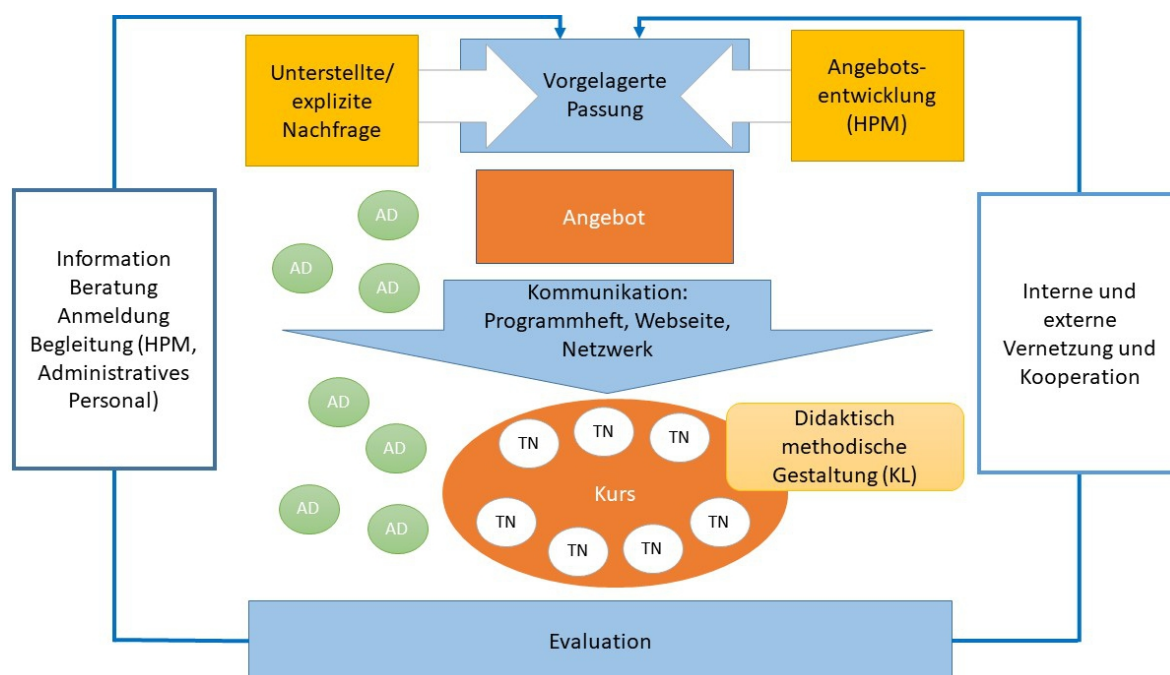 Unterstellte/
explizite
Nachfrage
Vorgelagerte
Passung
Angebots-
entwicklung
(HPM)
Angebot
AD
AD
AD
Kommunikation:
Programmheft, Webseite,
Netzwerk
Information
Beratung
Anmeldung
Begleitung (HPM,
Administratives
Personal)
Interne und
externe
Vernetzung und
Kooperation
AD
AD
AD
AD
TN
TN
TN
Kurs
TN
TN
TN
TN
Didaktisch
methodische
Gestaltung (KL)
Evaluation